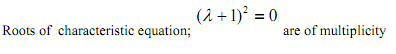 Roots of characteristic equation; (λ + 1)² = 0 are of multiplicity